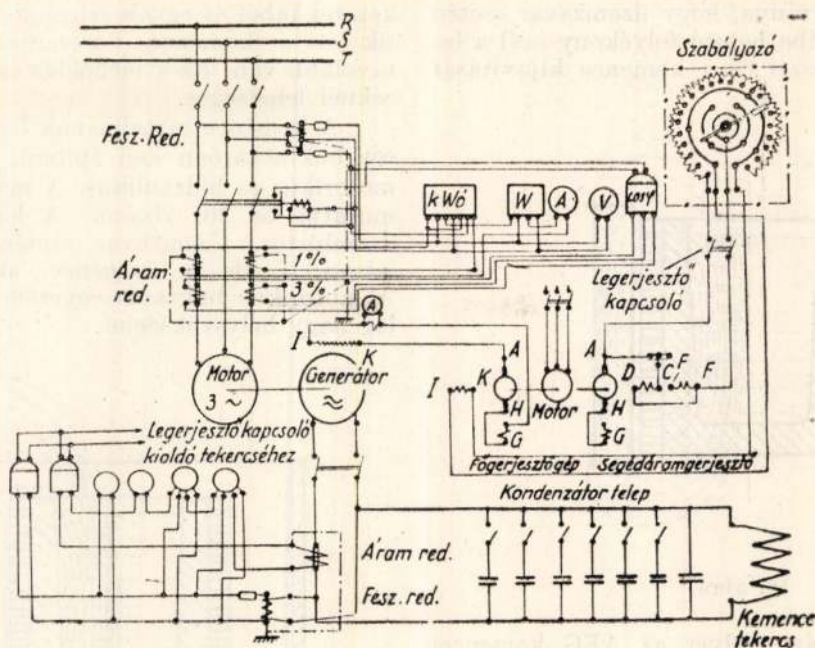 R
S
T
Szabályozó
Fesz. Red.
kWó
W
A
V
cosφ
Áram
red.
1%
3%
A
Legerjesztő
kapcsoló
I
K
A
A
Motor
3 ~
Generátor
≈
I
K
H
G
Motor
H
G
D
C
F
F
Főgerjesztőgép
Segédáramgerjesztő
Legerjesztő kapcsoló
kioldó tekercséhez
Kondenzátor telep
Áram red.
Fesz. red.
Kemence
tekercs